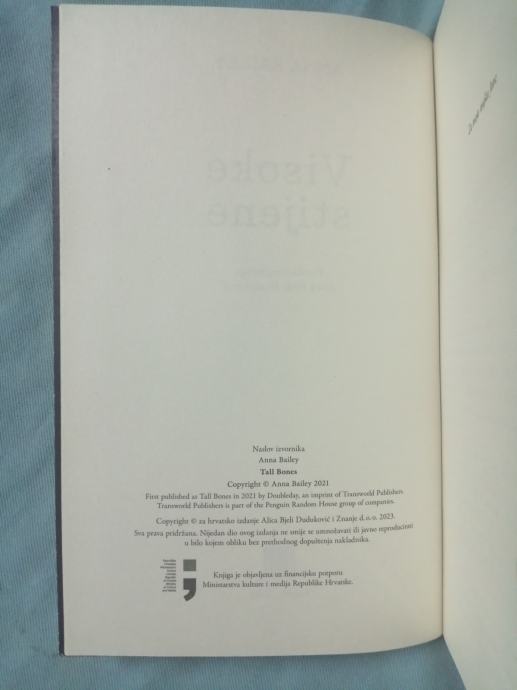 Naslov izvornika
Anna Bailey
Tall Bones
Copyright © Anna Bailey 2021
First published as Tall Bones in 2021 by Doubleday, an imprint of Transworld Publishers
Transworld Publishers is part of the Penguin Random House group of companies.
Copyright © za hrvatsko izdanje Alica Bjeli Duduković i Znanje d. o. o. 2023.
Sva prava pridržana. Nijedan dio ovog izdanja ne smije se umnožavati ili javno reproducirati
u bilo kojem obliku bez prethodnog dopuštenja nakladnika.
Knjiga je objavljena uz financijsku potporu
Ministarstva kulture i medija Republike Hrvatske.
Visoke
stijene